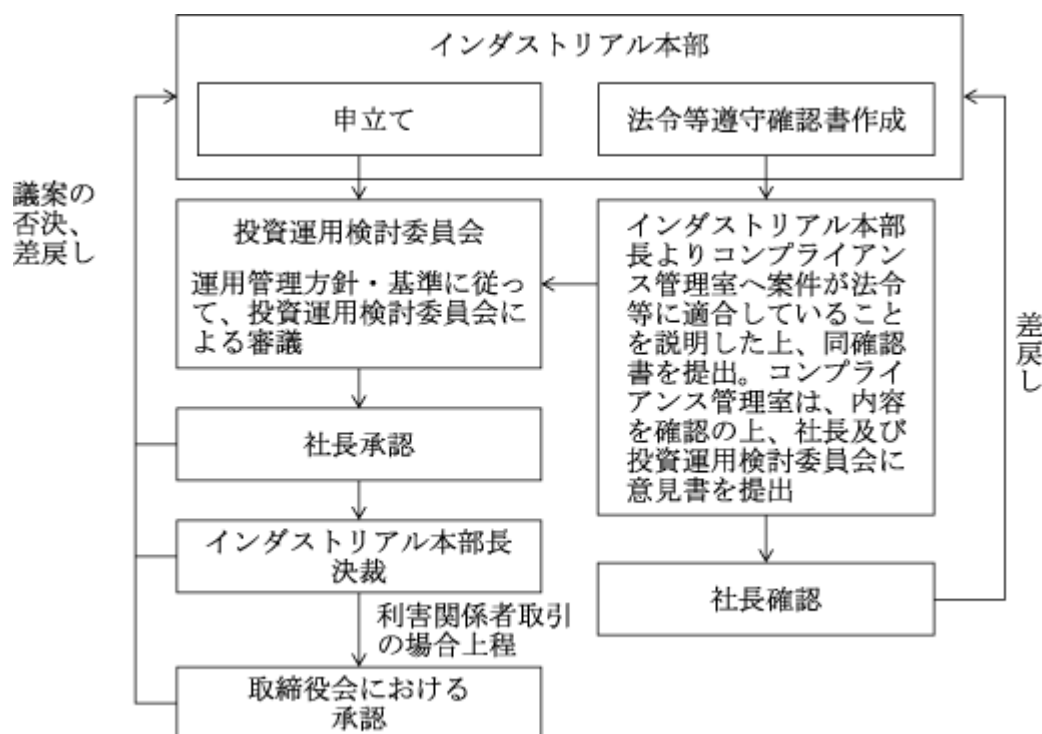 インダストリアル本部
申立て
法令等遵守確認書作成
議案の
否決、
差戻し
投資運用検討委員会
運用管理方針・基準に従っ
て、投資運用検討委員会に
よる審議
インダストリアル本部
長よりコンプライアン
ス管理室へ案件が法令
等に適合していること
を説明した上、同確認
書を提出。コンプライ
アンス管理室は、内容
を確認の上、社長及び
投資運用検討委員会に
意見書を提出
差戻し
社長承認
インダストリアル本部長
決裁
社長確認
利害関係者取引
の場合上程
取締役会における
承認